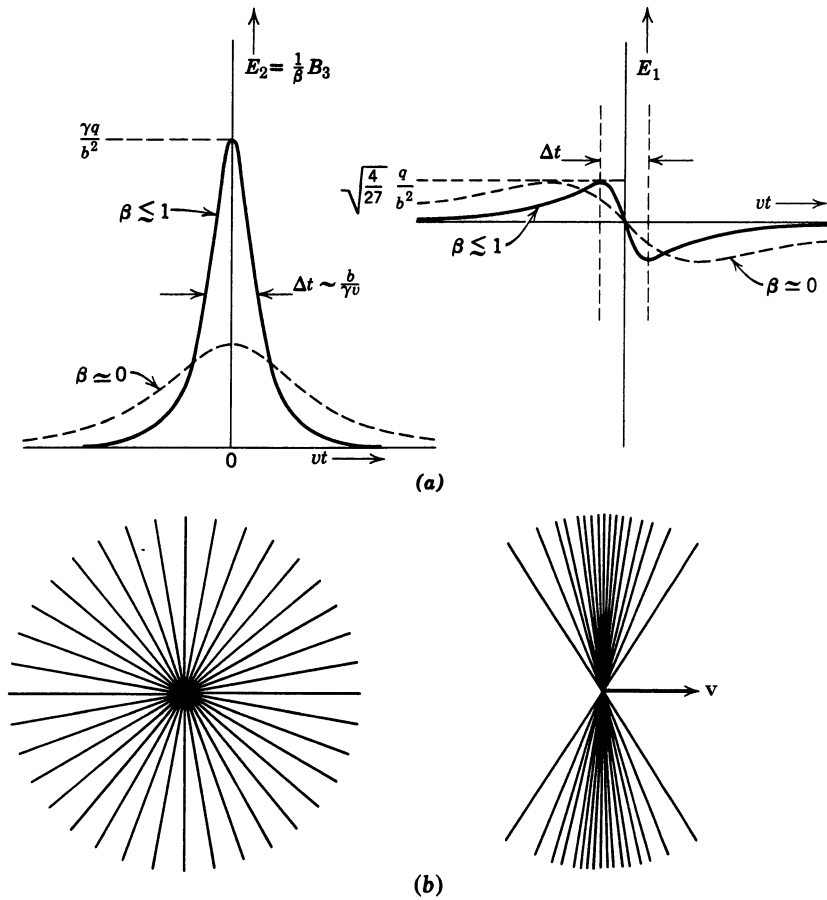 E₂ = 1/β B₃
γq/b²
β ≲ 1
Δt ~ b/γv
β ≃ 0
0
vt
E₁
Δt
√(4/27) q/b²
vt
β ≲ 1
β ≃ 0
(a)
v
(b)